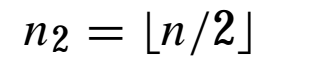 n₂ = ⌊n/2⌋